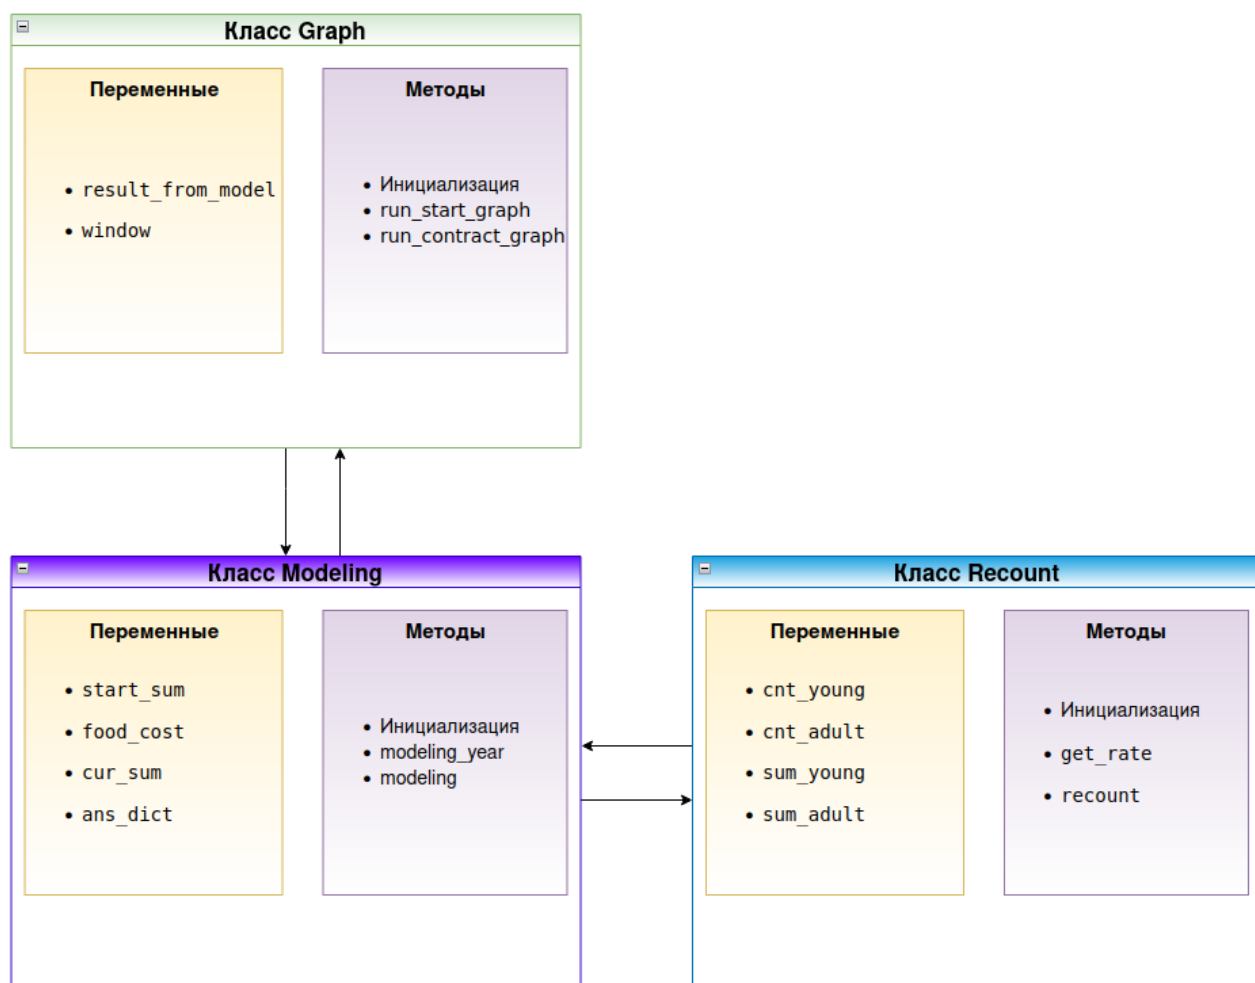 Класс Graph
Переменные
• result_from_model
• window
Методы
• Инициализация
• run_start_graph
• run_contract_graph
Класс Modeling
Переменные
• start_sum
• food_cost
• cur_sum
• ans_dict
Методы
• Инициализация
• modeling_year
• modeling
Класс Recount
Переменные
• cnt_young
• cnt_adult
• sum_young
• sum_adult
Методы
• Инициализация
• get_rate
• recount